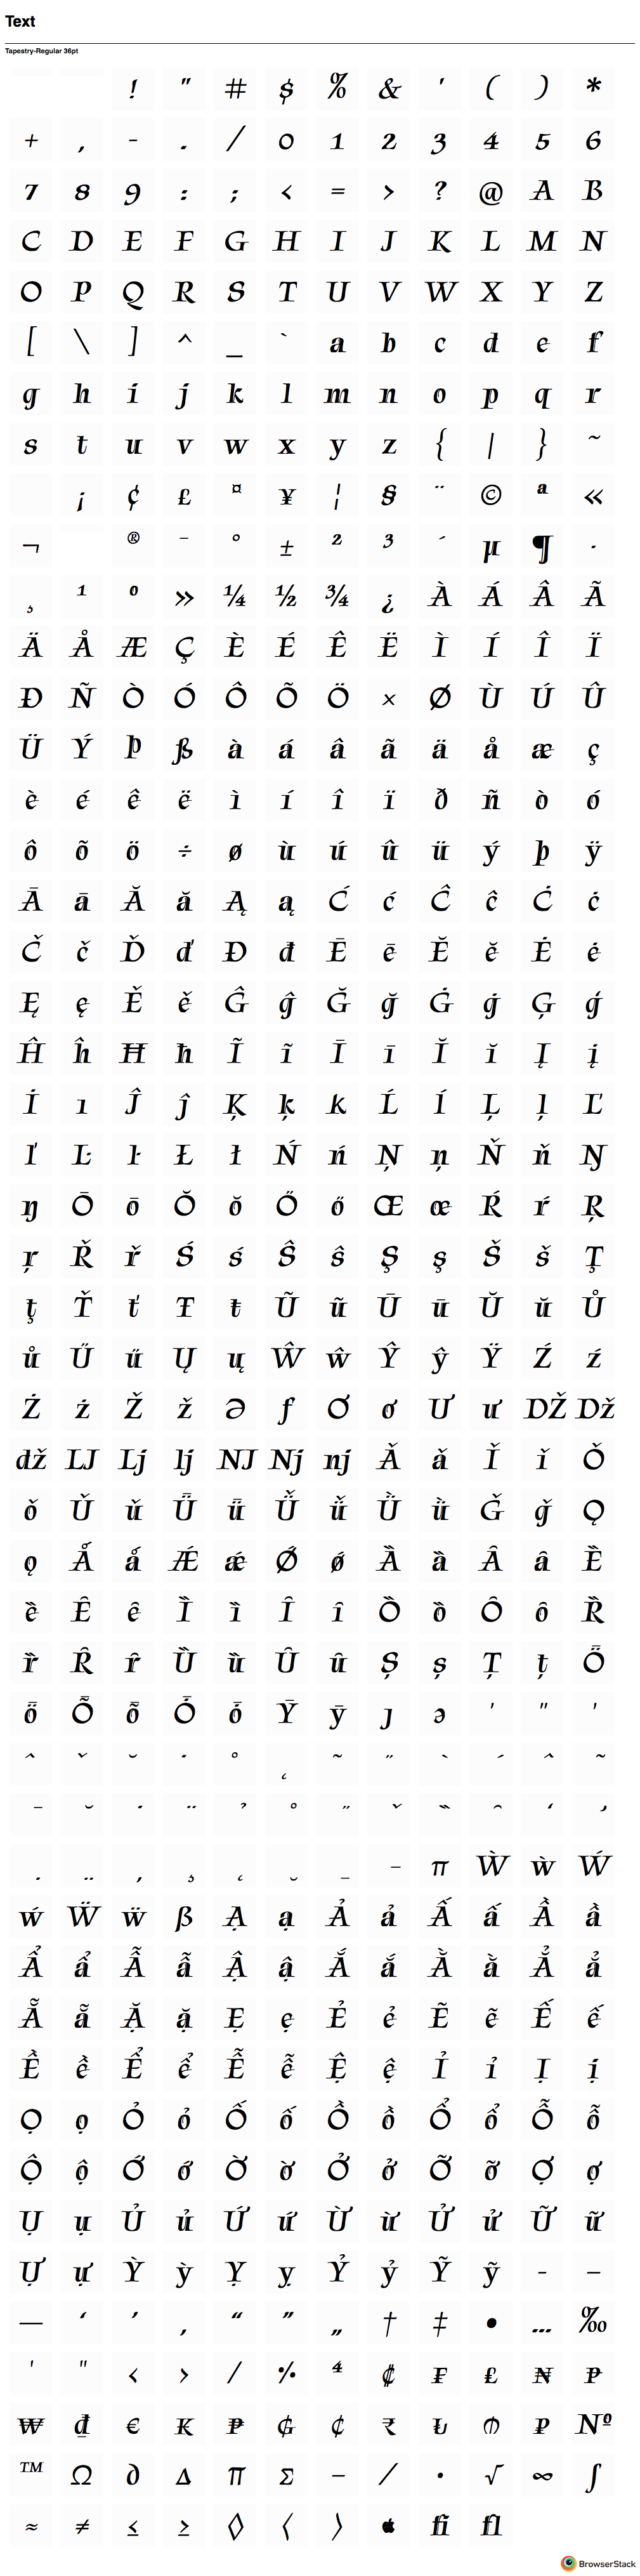 Text
Tapestry-Regular 36pt
! " # $ % & ' ( ) *
+ , - . / 0 1 2 3 4 5 6
7 8 9 : ; < = > ? @ A B
C D E F G H I J K L M N
O P Q R S T U V W X Y Z
[ \ ] ^ _ ` a b c d e f
g h i j k l m n o p q r
s t u v w x y z { | } ~
¡ ¢ £ ¤ ¥ ¦ § ¨ © ª «
¬ ® ¯ ° ± ² ³ ´ µ ¶ ·
¸ ¹ º » ¼ ½ ¾ ¿ À Á Â Ã
Ä Å Æ Ç È É Ê Ë Ì Í Î Ï
Ð Ñ Ò Ó Ô Õ Ö × Ø Ù Ú Û
Ü Ý Þ ß à á â ã ä å æ ç
è é ê ë ì í î ï ð ñ ò ó
ô õ ö ÷ ø ù ú û ü ý þ ÿ
Ā ā Ă ă Ą ą Ć ć Ĉ ĉ Ċ ċ
Č č Ď ď Đ đ Ē ē Ĕ ĕ Ė ė
Ę ę Ě ě Ĝ ĝ Ğ ğ Ġ ġ Ģ ģ
Ĥ ĥ Ħ ħ Ĩ ĩ Ī ī Ĭ ĭ Į į
İ ı Ĵ ĵ Ķ ķ ĸ Ĺ ĺ Ļ ļ Ľ
ľ Ŀ ŀ Ł ł Ń ń Ņ ņ Ň ň Ŋ
ŋ Ō ō Ŏ ŏ Ő ő Œ œ Ŕ ŕ Ŗ
ŗ Ř ř Ś ś Ŝ ŝ Ş ş Š š Ţ
ţ Ť ť Ŧ ŧ Ũ ũ Ū ū Ŭ ŭ Ů
ů Ű ű Ų ų Ŵ ŵ Ŷ ŷ Ÿ Ź ź
Ż ż Ž ž Ə ƒ Ơ ơ Ư ư Ǆ ǅ
ǆ Ǉ ǈ ǉ Ǌ ǋ ǌ Ǎ ǎ Ǐ ǐ Ǒ
ǒ Ǔ ǔ Ǖ ǖ Ǚ ǚ Ǜ ǜ Ǧ ǧ Ǫ
ǫ Ǻ ǻ Ǽ ǽ Ǿ ǿ Ȁ ȁ Ȃ ȃ Ȅ
ȅ Ȇ ȇ Ȉ ȉ Ȋ ȋ Ȍ ȍ Ȏ ȏ Ȑ
ȑ Ȓ ȓ Ȕ ȕ Ȗ ȗ Ș ș Ț ț Ȫ
ȫ Ȭ ȭ Ȱ ȱ Ȳ ȳ ȷ ə ʹ ʺ ʼ
ˆ ˇ ˘ ˙ ˚ ˛ ˜ ˝ ̀ ́ ̂ ̃
̄ ̆ ̇ ̈ ̉ ̊ ̋ ̌ ̏ ̑ ̒ ̛
̣ ̤ ̦ ̧ ̨ ̮ ̱ ̵ π Ẁ ẁ Ẃ
ẃ Ẅ ẅ ẞ Ạ ạ Ả ả Ấ ấ Ầ ầ
Ẩ ẩ Ẫ ẫ Ậ ậ Ắ ắ Ằ ằ Ẳ ẳ
Ẵ ẵ Ặ ặ Ẹ ẹ Ẻ ẻ Ẽ ẽ Ế ế
Ề ề Ể ể Ễ ễ Ệ ệ Ỉ ỉ Ị ị
Ọ ọ Ỏ ỏ Ố ố Ồ ồ Ổ ổ Ỗ ỗ
Ộ ộ Ớ ớ Ờ ờ Ở ở Ỡ ỡ Ợ ợ
Ụ ụ Ủ ủ Ứ ứ Ừ ừ Ử ử Ữ ữ
Ự ự Ỳ ỳ Ỵ ỵ Ỷ ỷ Ỹ ỹ ‐ –
— ‘ ’ ‚ “ ” „ † ‡ • … ‰
′ ″ ‹ › ⁄ ⁒ ⁴ ₡ ₣ ₤ ₦ ₱
₩ ₫ € ₭ ₱ ₲ ₵ ₹ ₺ ₼ ₽ №
™ Ω ∂ ∆ ∏ ∑ − ∕ ∙ √ ∞ ∫
≈ ≠ ≤ ≥ ◊ ⟨ ⟩  ﬁ ﬂ
BrowserStack